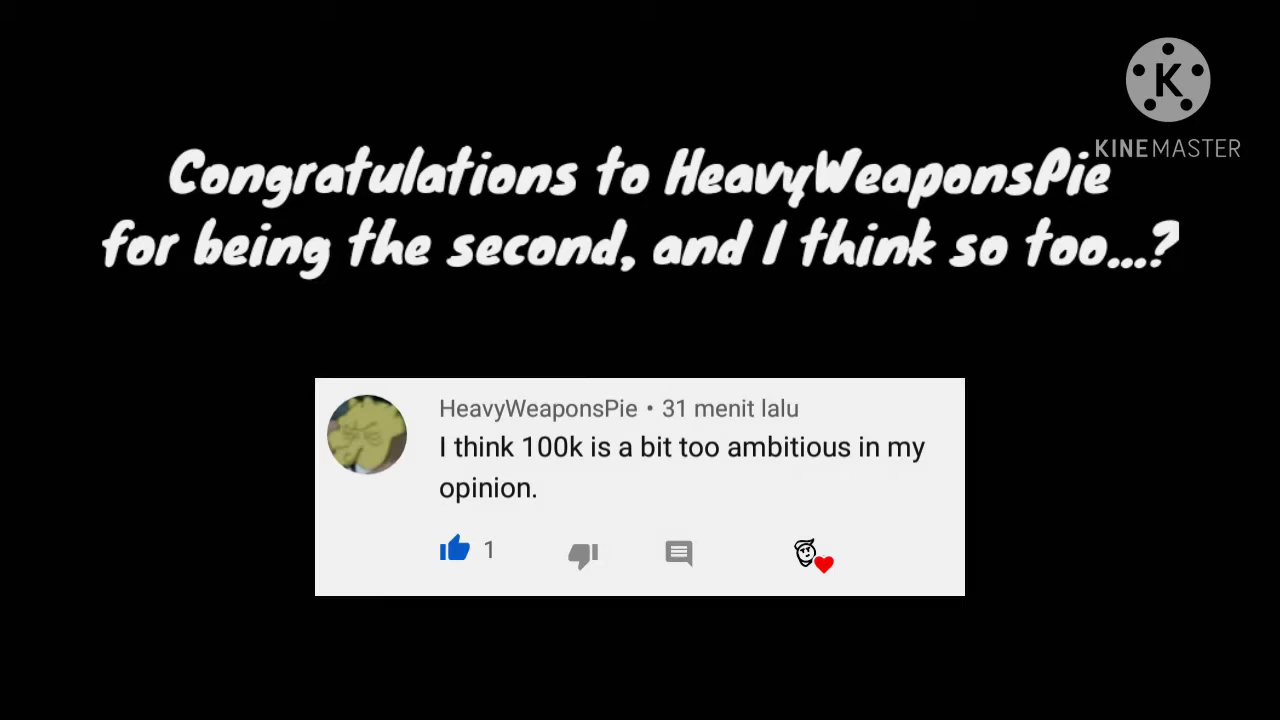 K
KINEMASTER
Congratulations to HeavyWeaponsPie
for being the second, and I think so too...?
HeavyWeaponsPie • 31 menit lalu
I think 100k is a bit too ambitious in my
opinion.
1